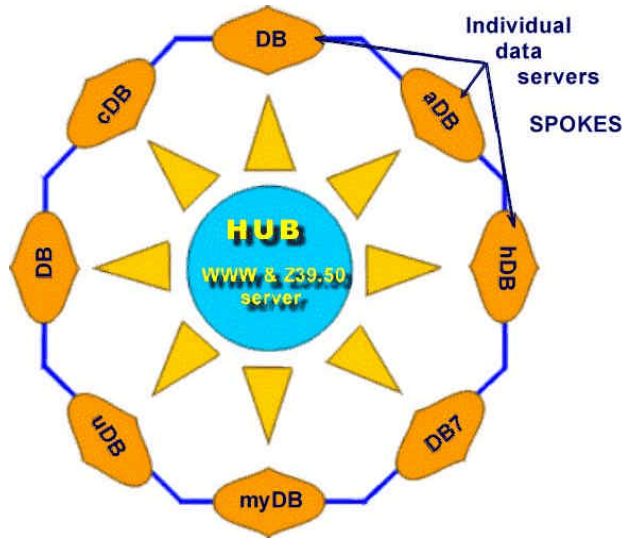 DB
Individual
data
servers
SPOKES
aDB
cDB
HUB
WWW & Z39.50
server
DB
hDB
uDB
DB7
myDB